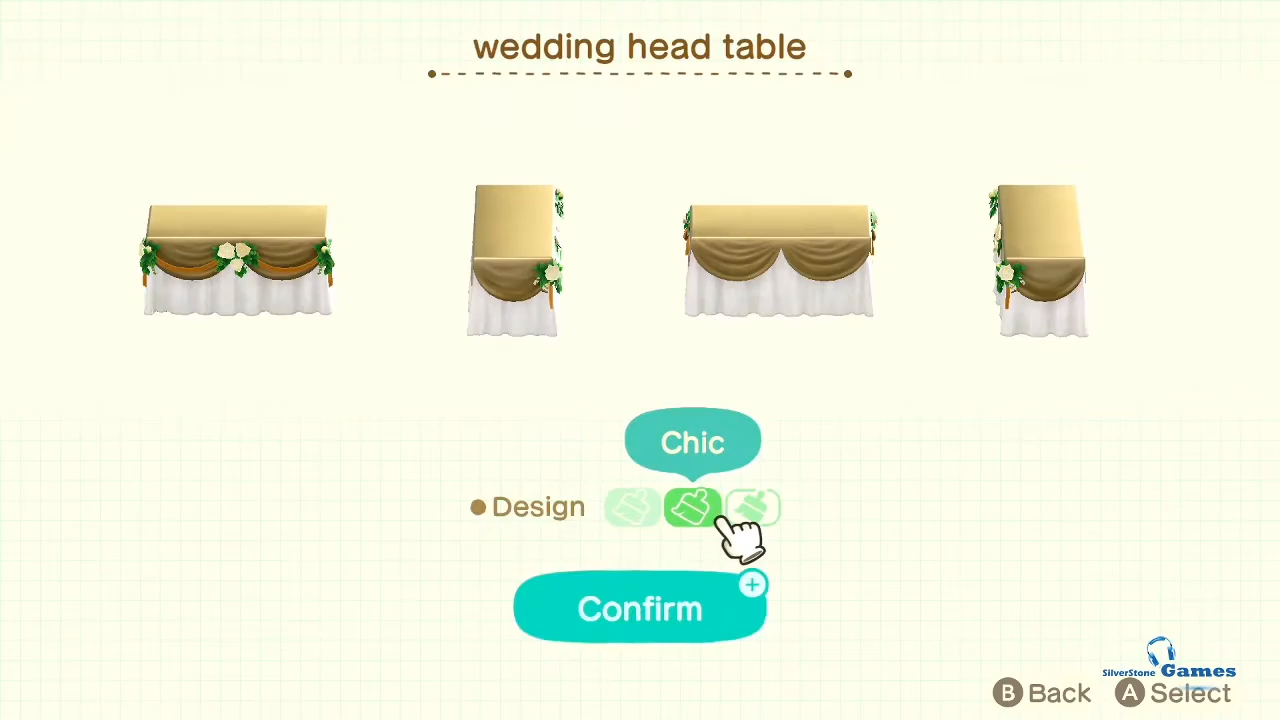 wedding head table
Chic
Design
Confirm
SilverStone Games
B Back A Select